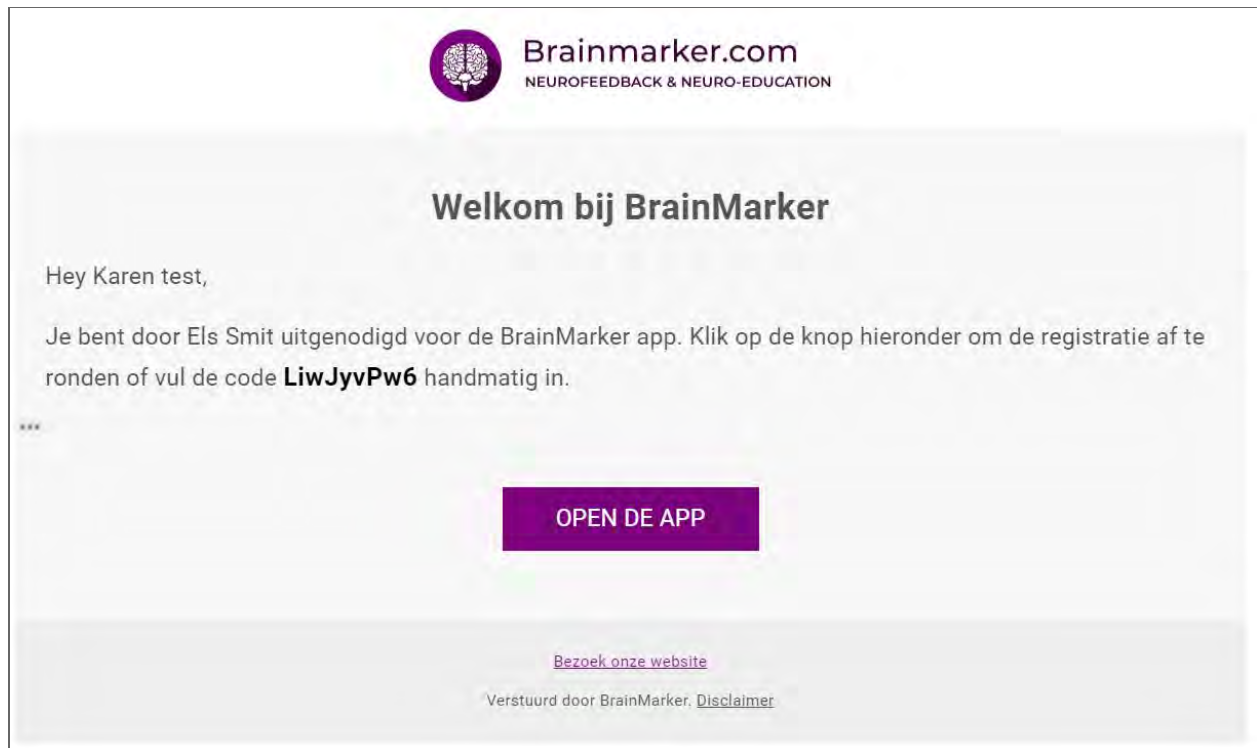 Brainmarker.com
NEUROFEEDBACK & NEURO-EDUCATION
Welkom bij BrainMarker
Hey Karen test,
Je bent door Els Smit uitgenodigd voor de BrainMarker app. Klik op de knop hieronder om de registratie af te
ronden of vul de code LiwJyvPw6 handmatig in.
...
OPEN DE APP
Bezoek onze website
Verstuurd door BrainMarker. Disclaimer